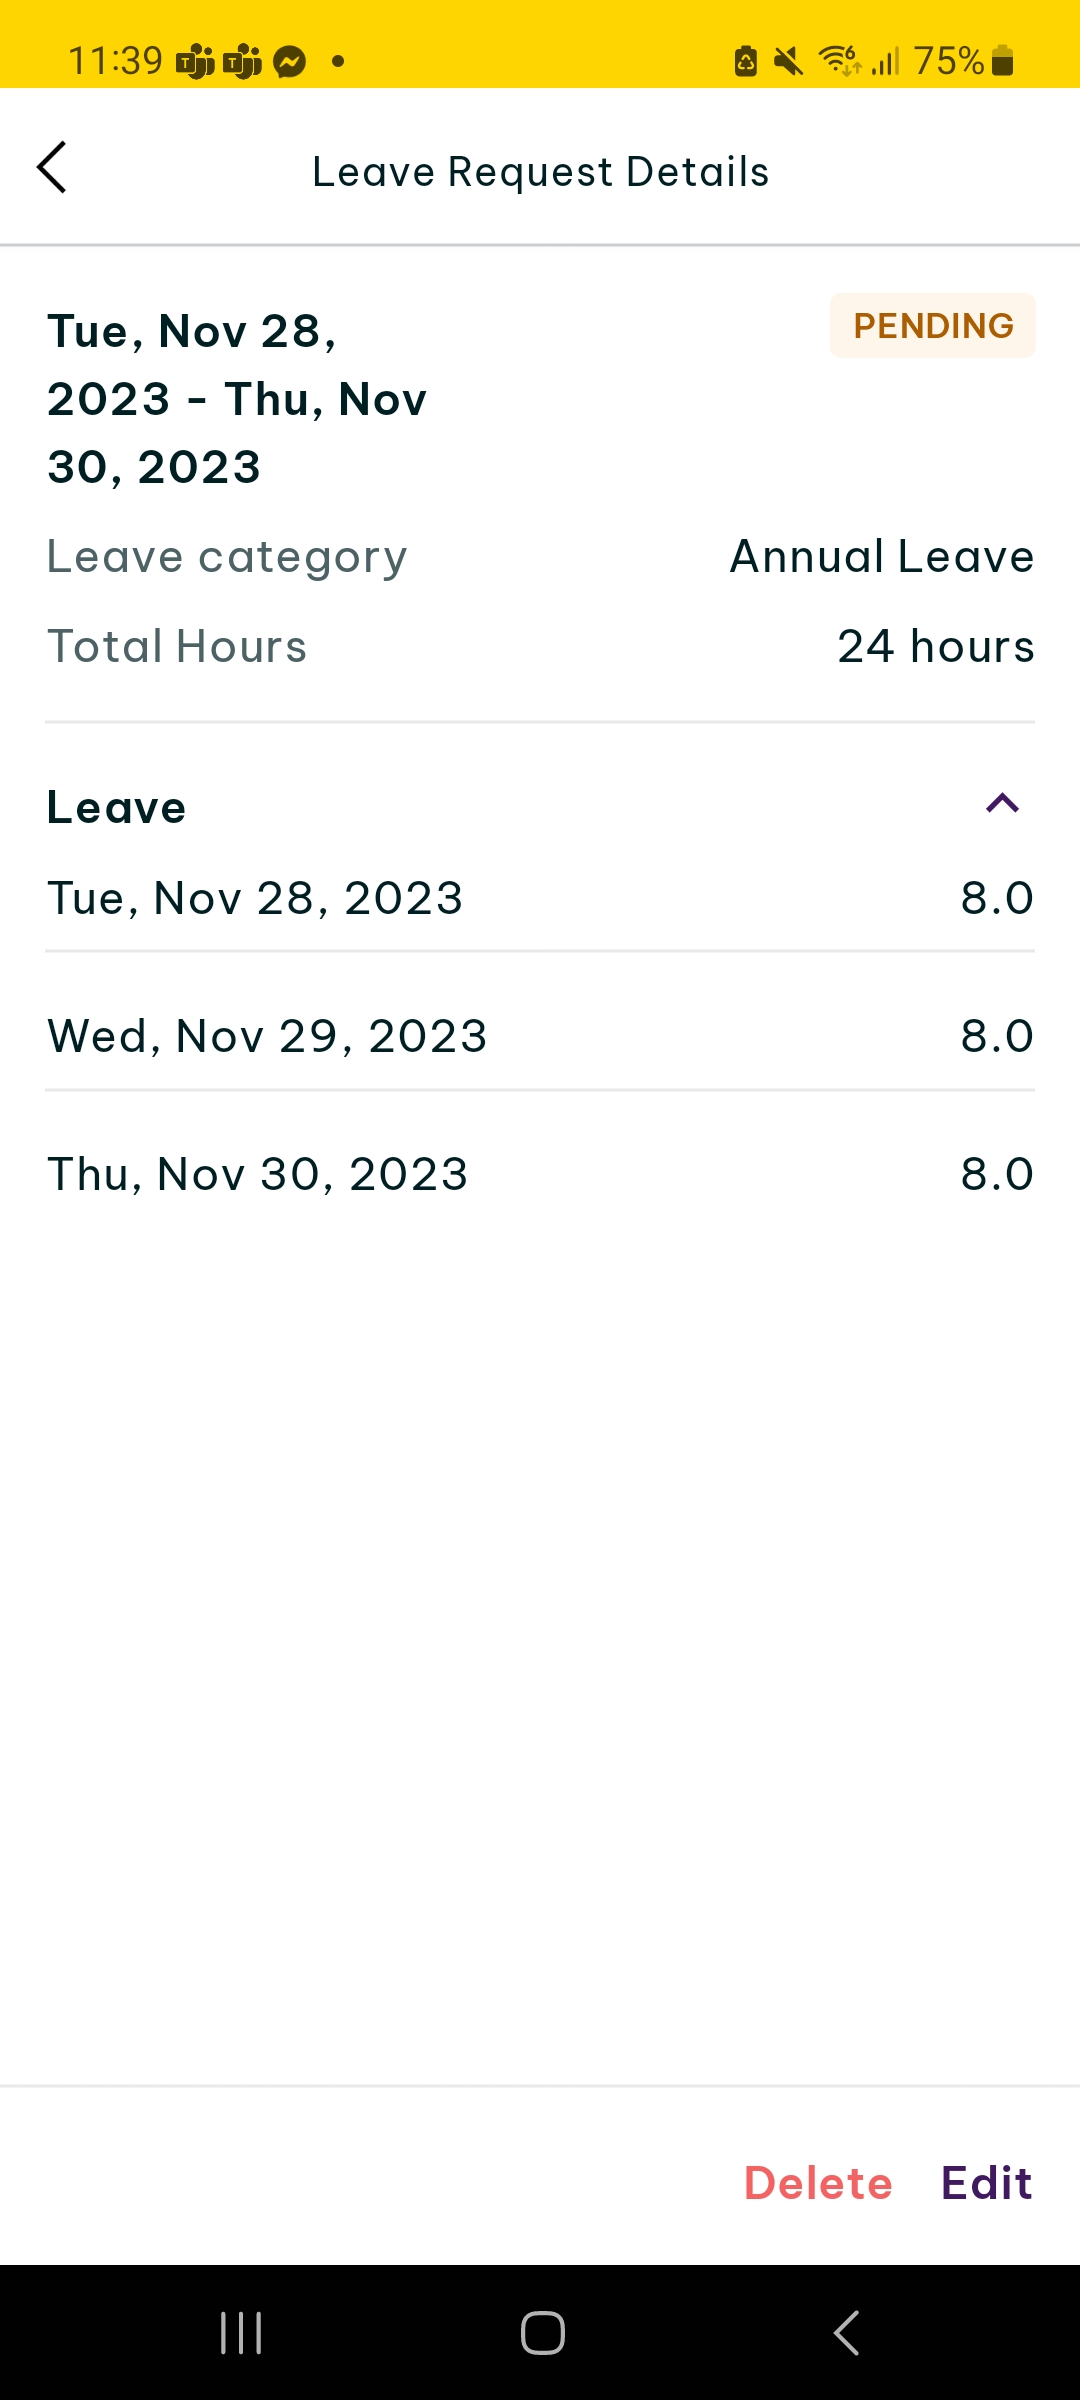 11:39
75%
Leave Request Details
Tue, Nov 28,
2023 - Thu, Nov
30, 2023
PENDING
Leave category Annual Leave
Total Hours 24 hours
Leave
Tue, Nov 28, 2023 8.0
Wed, Nov 29, 2023 8.0
Thu, Nov 30, 2023 8.0
Delete Edit